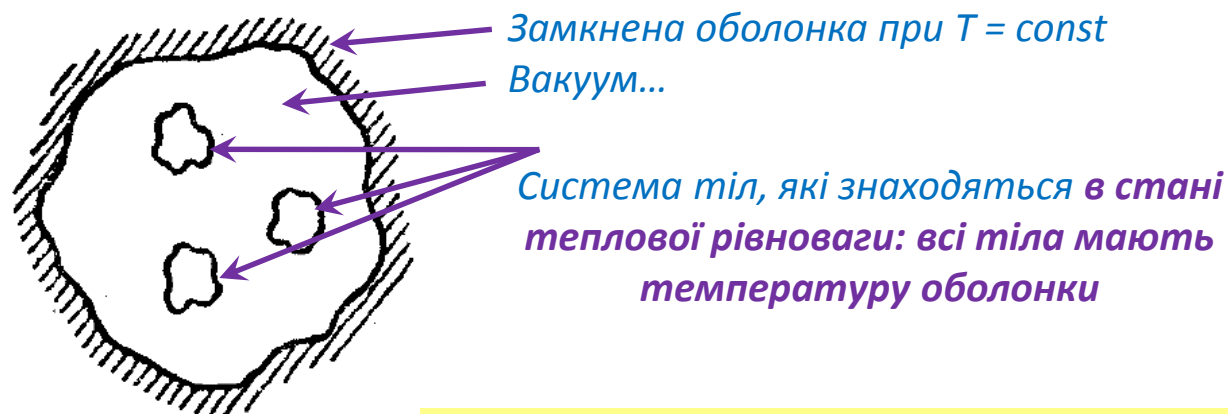 Замкнена оболонка при T = const
Вакуум...
Система тіл, які знаходяться в стані
теплової рівноваги: всі тіла мають
температуру оболонки